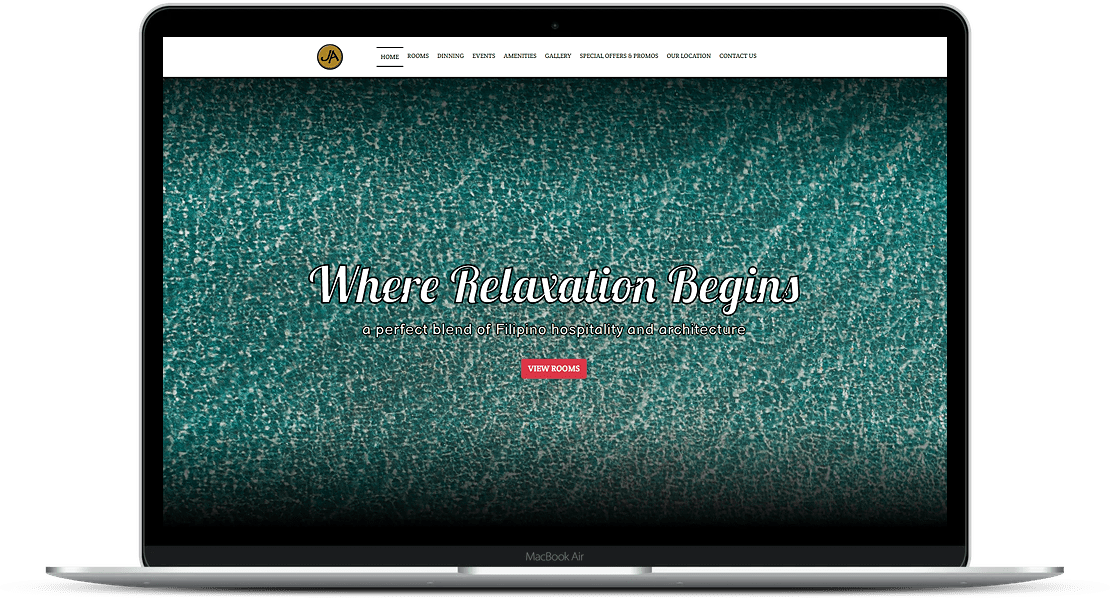 JA
HOME ROOMS DINNING EVENTS AMENITIES GALLERY SPECIAL OFFERS & PROMOS OUR LOCATION CONTACT US
Where Relaxation Begins
a perfect blend of Filipino hospitality and architecture
VIEW ROOMS
MacBook Air